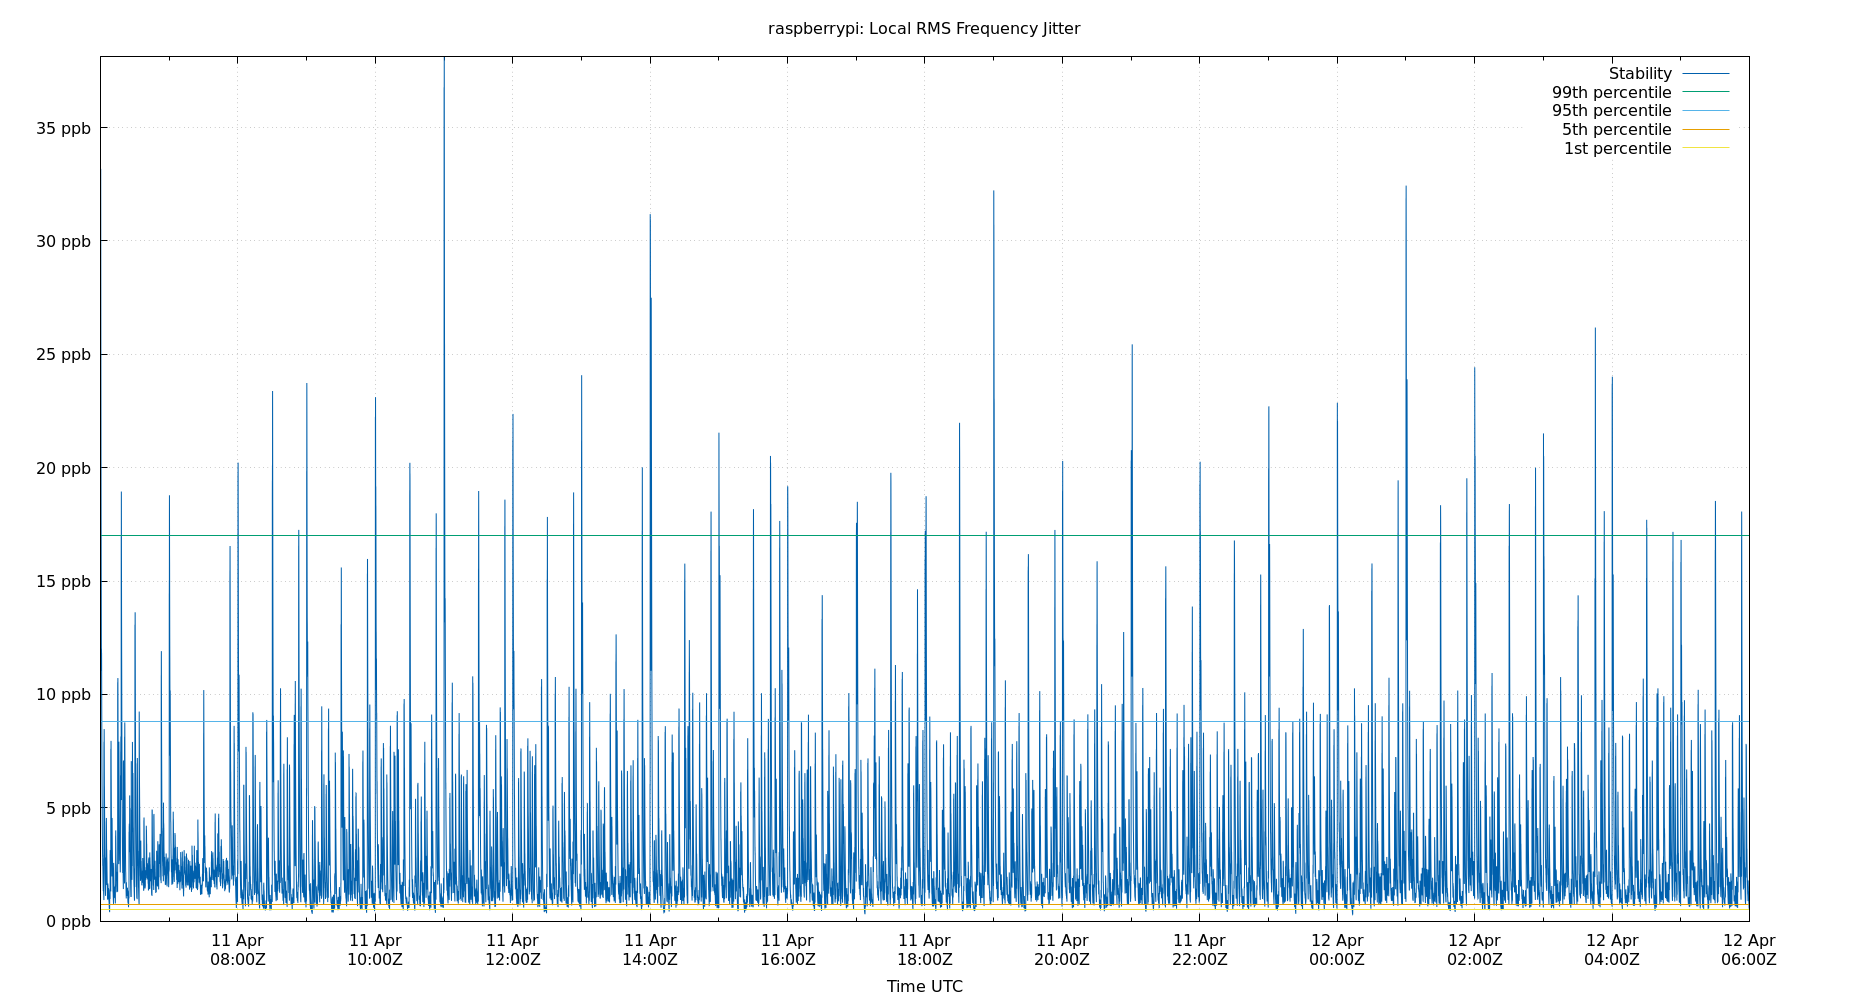 raspberrypi: Local RMS Frequency Jitter
Stability
99th percentile
95th percentile
5th percentile
1st percentile
35 ppb
30 ppb
25 ppb
20 ppb
15 ppb
10 ppb
5 ppb
0 ppb
11 Apr 11 Apr 11 Apr 11 Apr 11 Apr 11 Apr 11 Apr 11 Apr 12 Apr 12 Apr 12 Apr 12 Apr
08:00Z 10:00Z 12:00Z 14:00Z 16:00Z 18:00Z 20:00Z 22:00Z 00:00Z 02:00Z 04:00Z 06:00Z
Time UTC